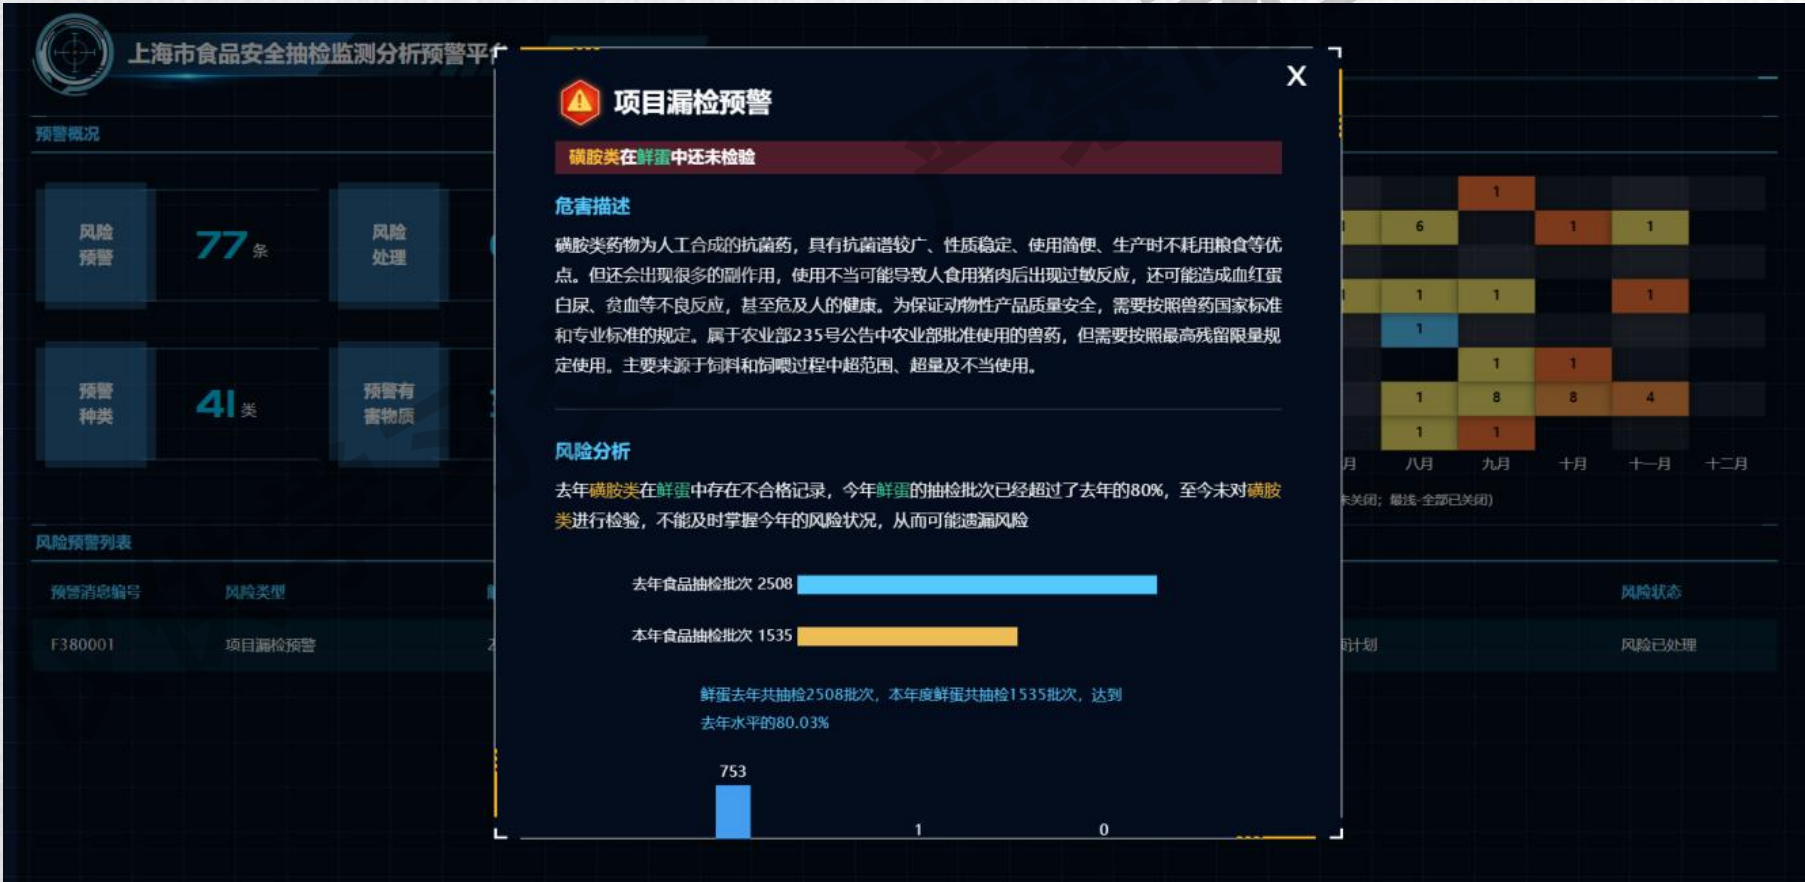 上海市食品安全抽检监测分析预警平
预警概况
风险
预警
77 条
风险
处理
预警
种类
41 类
预警有
害物质
X
项目漏检预警
磺胺类在鲜蛋中还未检验
危害描述
磺胺类药物为人工合成的抗菌药，具有抗菌谱较广、性质稳定、使用简便、生产时不耗用粮食等优
点。但还会出现很多的副作用，使用不当可能导致人食用猪肉后出现过敏反应，还可能造成血红蛋
白尿、贫血等不良反应，甚至危及人的健康。为保证动物性产品质量安全，需要按照兽药国家标准
和专业标准的规定。属于农业部235号公告中农业部批准使用的兽药，但需要按照最高残留限量规
定使用。主要来源于饲料和饲喂过程中超范围、超量及不当使用。
风险分析
去年磺胺类在鲜蛋中存在不合格记录，今年鲜蛋的抽检批次已经超过了去年的80%，至今未对磺胺
类进行检验，不能及时掌握今年的风险状况，从而可能遗漏风险
去年食品抽检批次 2508
本年食品抽检批次 1535
鲜蛋去年共抽检2508批次，本年度鲜蛋共抽检1535批次，达到
去年水平的80.03%
753
1
0
1
6 1 1
1 1 1
1
1 1
1 8 8 4
1 1
月 八月 九月 十月 十一月 十二月
未关闭；最浅-全部已关闭)
风险预警列表
预警消息编号 风险类型 风险状态
F380001 项目漏检预警 计划 风险已处理